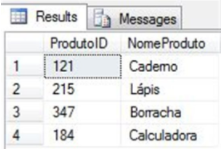 Results Messages
ProdutoID NomeProduto
1 121 Caderno
2 215 Lápis
3 347 Borracha
4 184 Calculadora